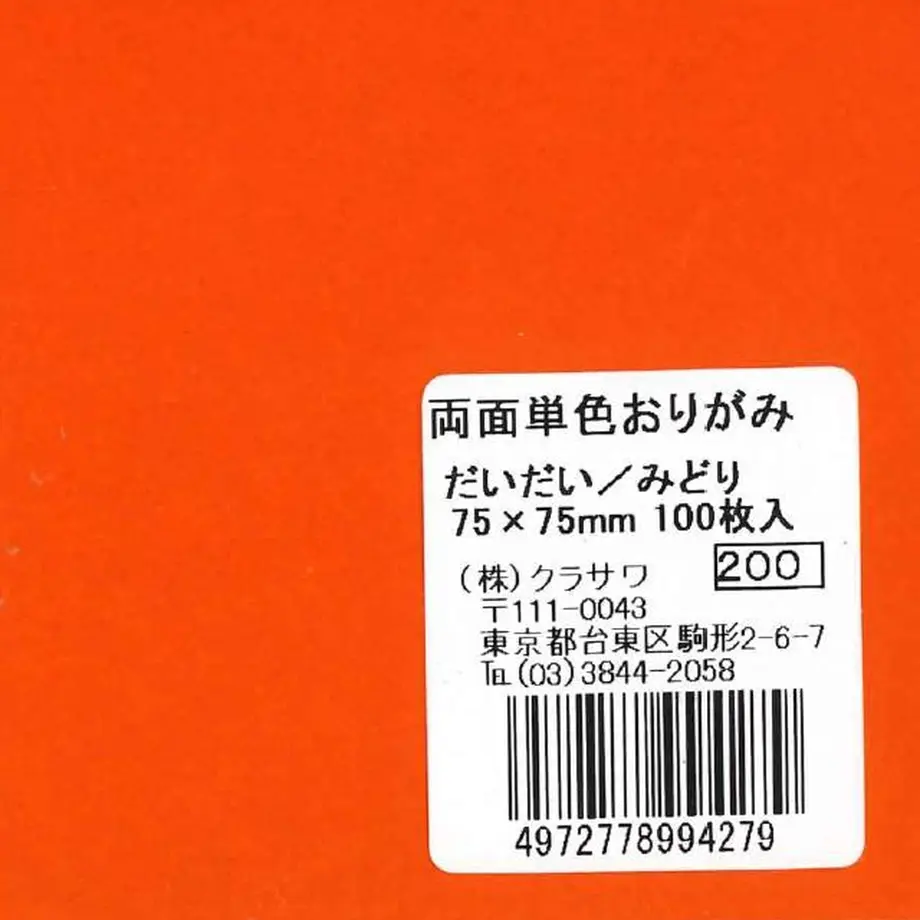 両面単色おりがみ
だいだい／みどり
75×75mm 100枚入
200
(株)クラサワ
〒111-0043
東京都台東区駒形2-6-7
℡(03)3844-2058
4972778994279